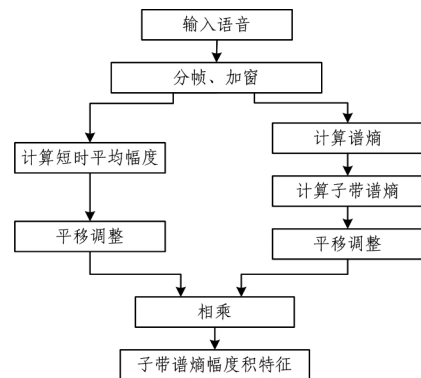 输入语音
分帧、加窗
计算短时平均幅度
平移调整
计算谱熵
计算子带谱熵
平移调整
相乘
子带谱熵幅度积特征